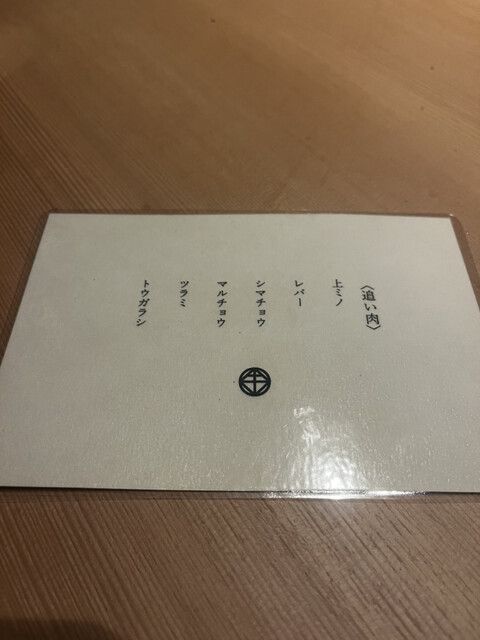 〈追い肉〉
上ミノ
レバー
シマチョウ
マルチョウ
ツラミ
トウガラシ